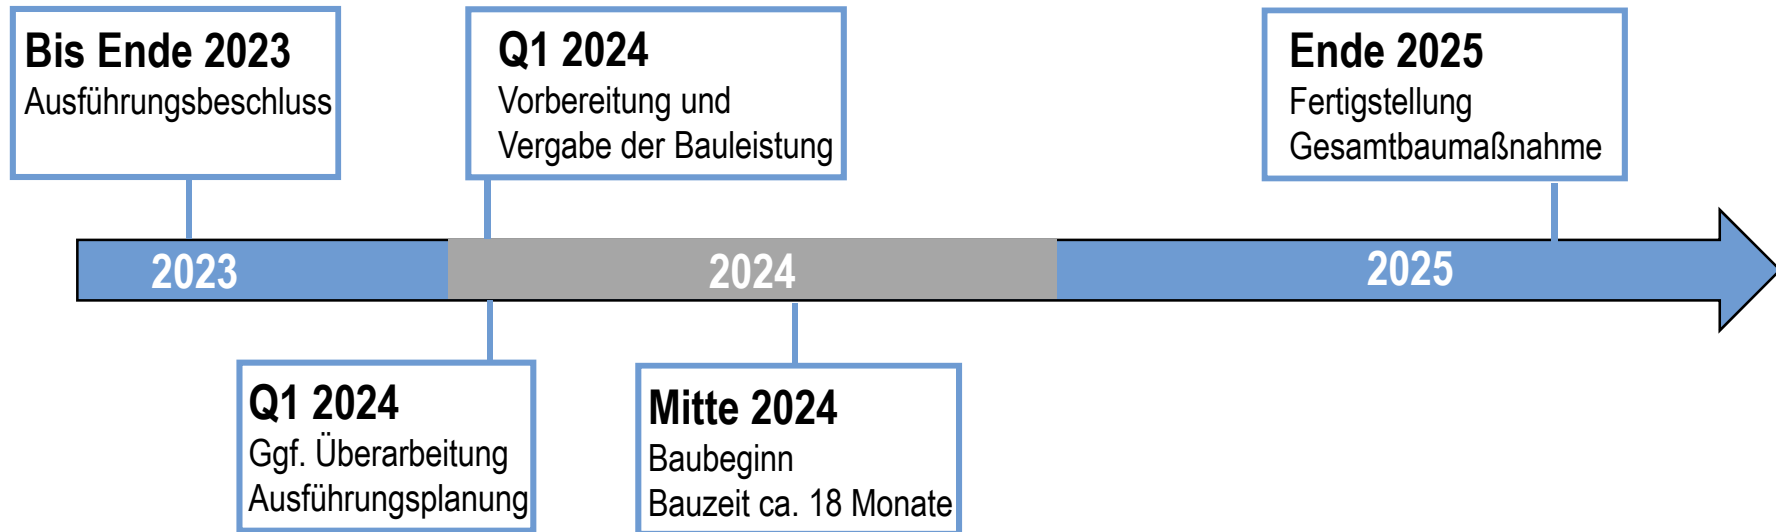 Bis Ende 2023
Ausführungsbeschluss
Q1 2024
Vorbereitung und
Vergabe der Bauleistung
Ende 2025
Fertigstellung
Gesamtbaumaßnahme
2023
2024
2025
Q1 2024
Ggf. Überarbeitung
Ausführungsplanung
Mitte 2024
Baubeginn
Bauzeit ca. 18 Monate